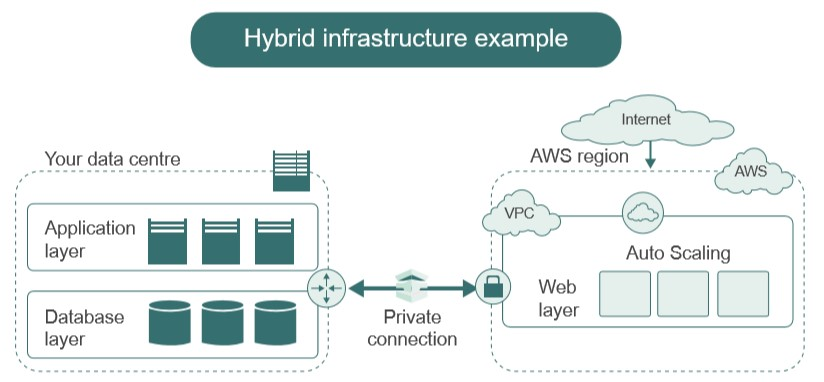 Hybrid infrastructure example
Your data centre
Application
layer
Database
layer
Private
connection
Internet
AWS region
AWS
VPC
Auto Scaling
Web
layer